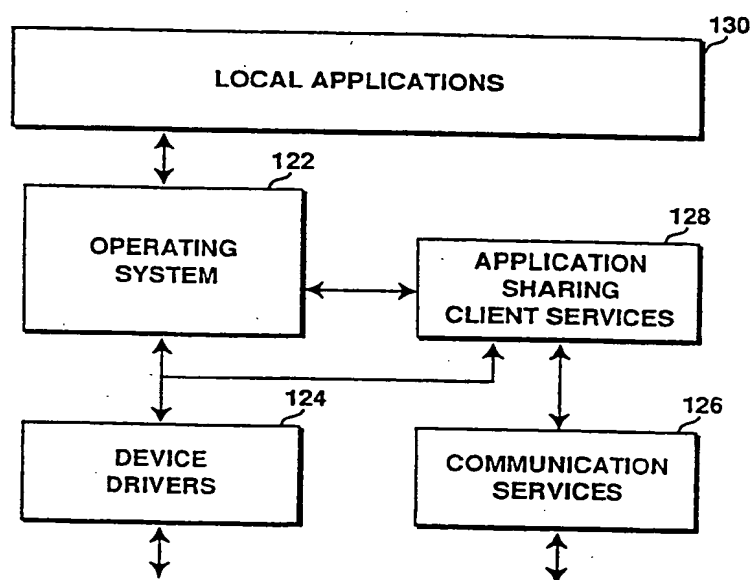 130
LOCAL APPLICATIONS
122
OPERATING
SYSTEM
128
APPLICATION
SHARING
CLIENT SERVICES
124
DEVICE
DRIVERS
126
COMMUNICATION
SERVICES